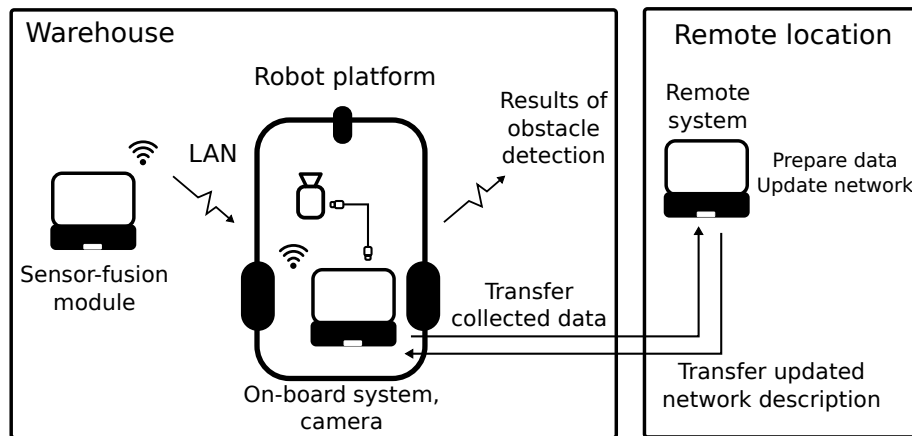 Warehouse
Robot platform
LAN
Results of
obstacle
detection
Sensor-fusion
module
Transfer
collected data
On-board system,
camera
Remote location
Remote
system
Prepare data
Update network
Transfer updated
network description